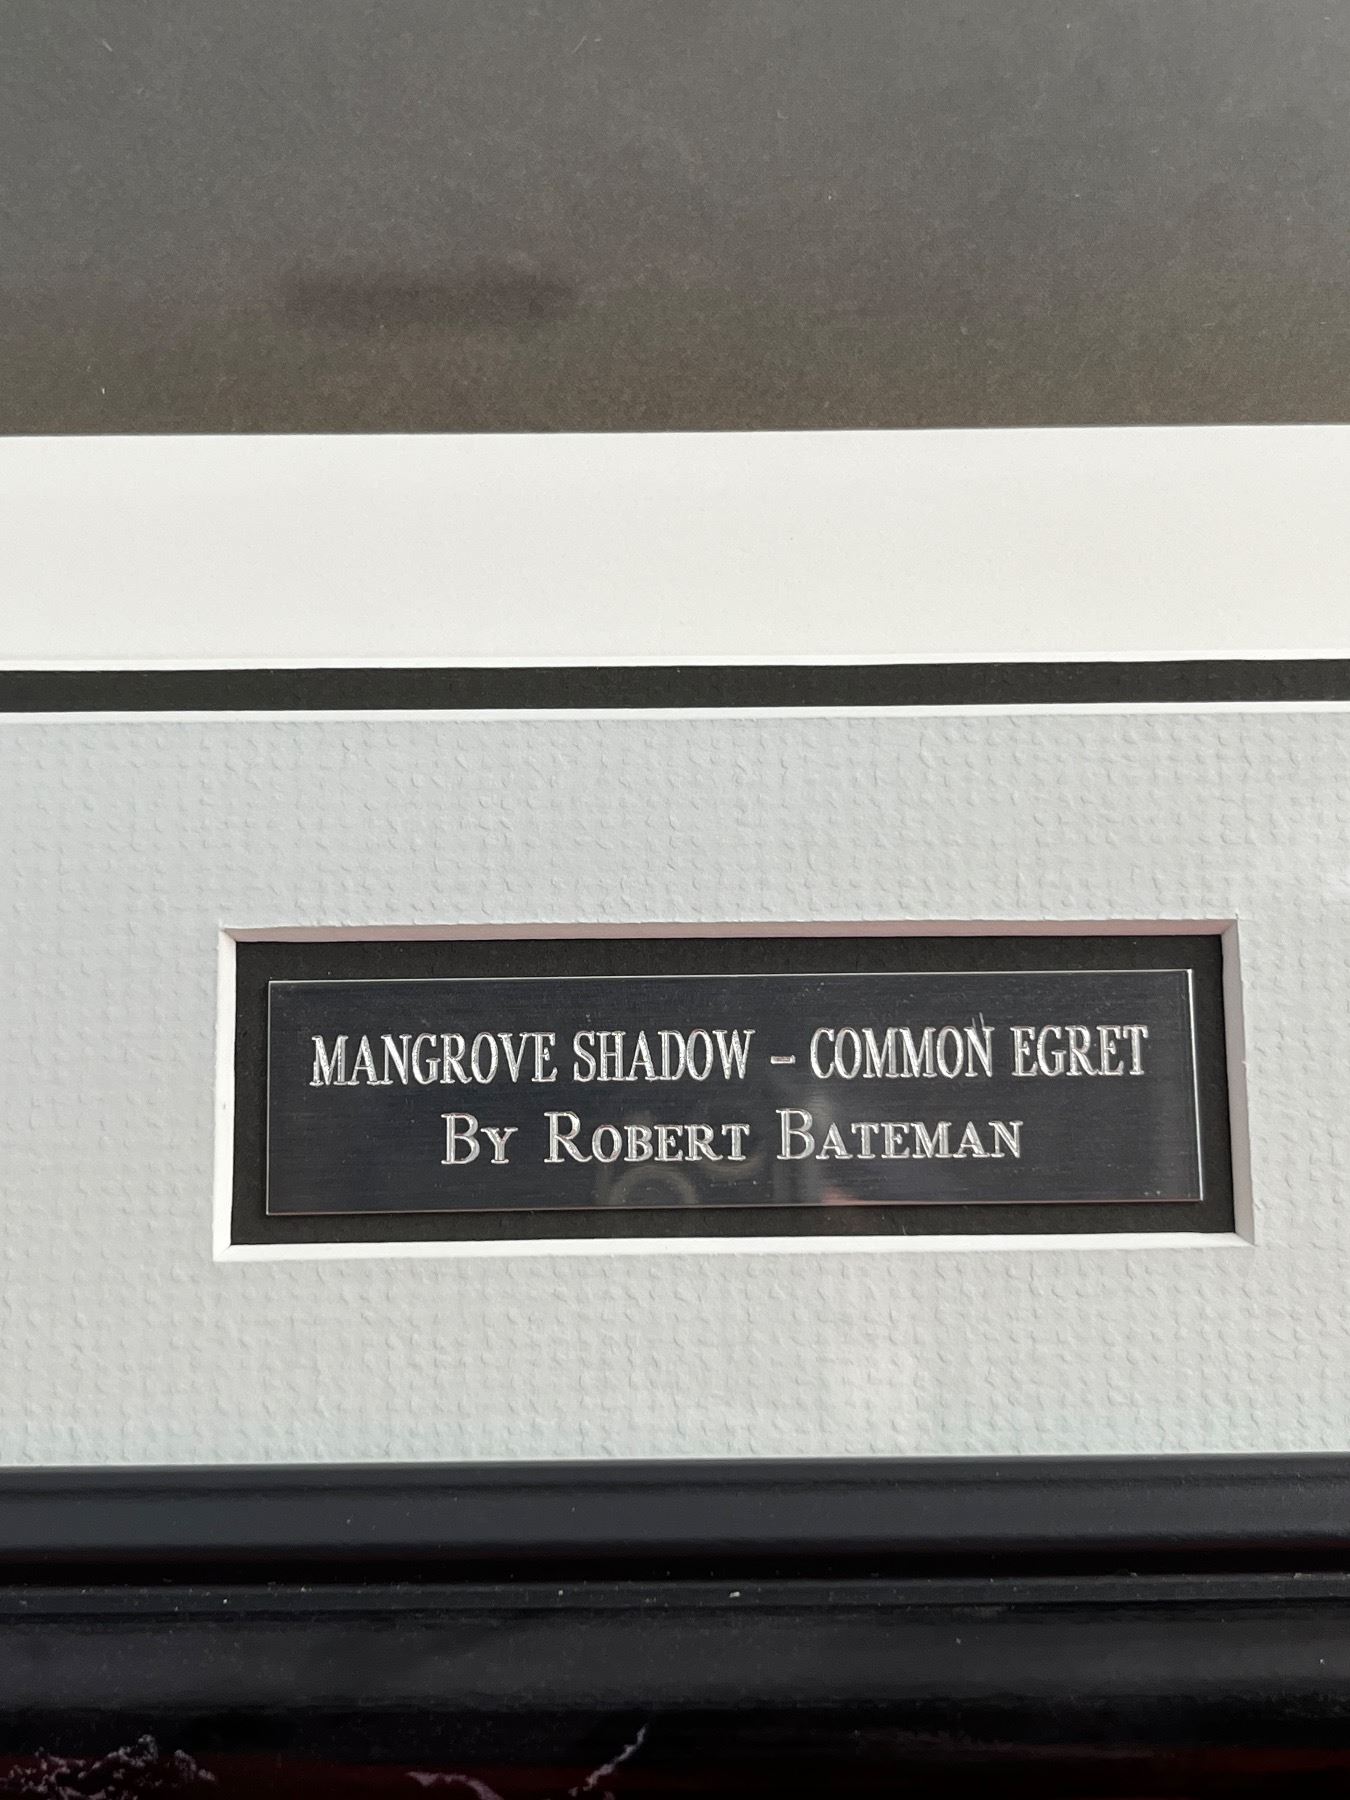 MANGROVE SHADOW – COMMON EGRET
BY ROBERT BATEMAN